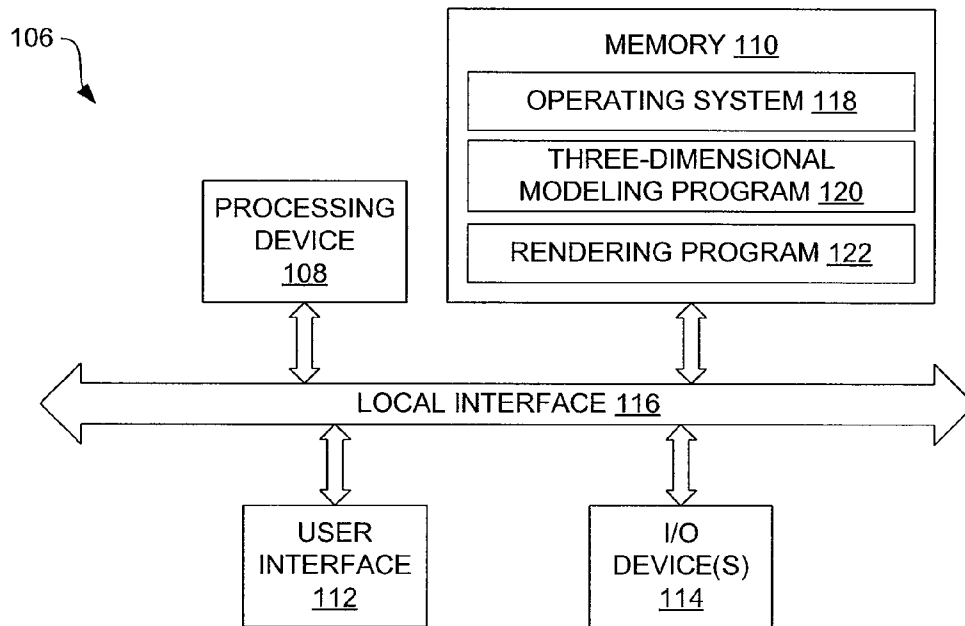 106
MEMORY 110
OPERATING SYSTEM 118
THREE-DIMENSIONAL
MODELING PROGRAM 120
RENDERING PROGRAM 122
PROCESSING
DEVICE
108
LOCAL INTERFACE 116
USER
INTERFACE
112
I/O
DEVICE(S)
114